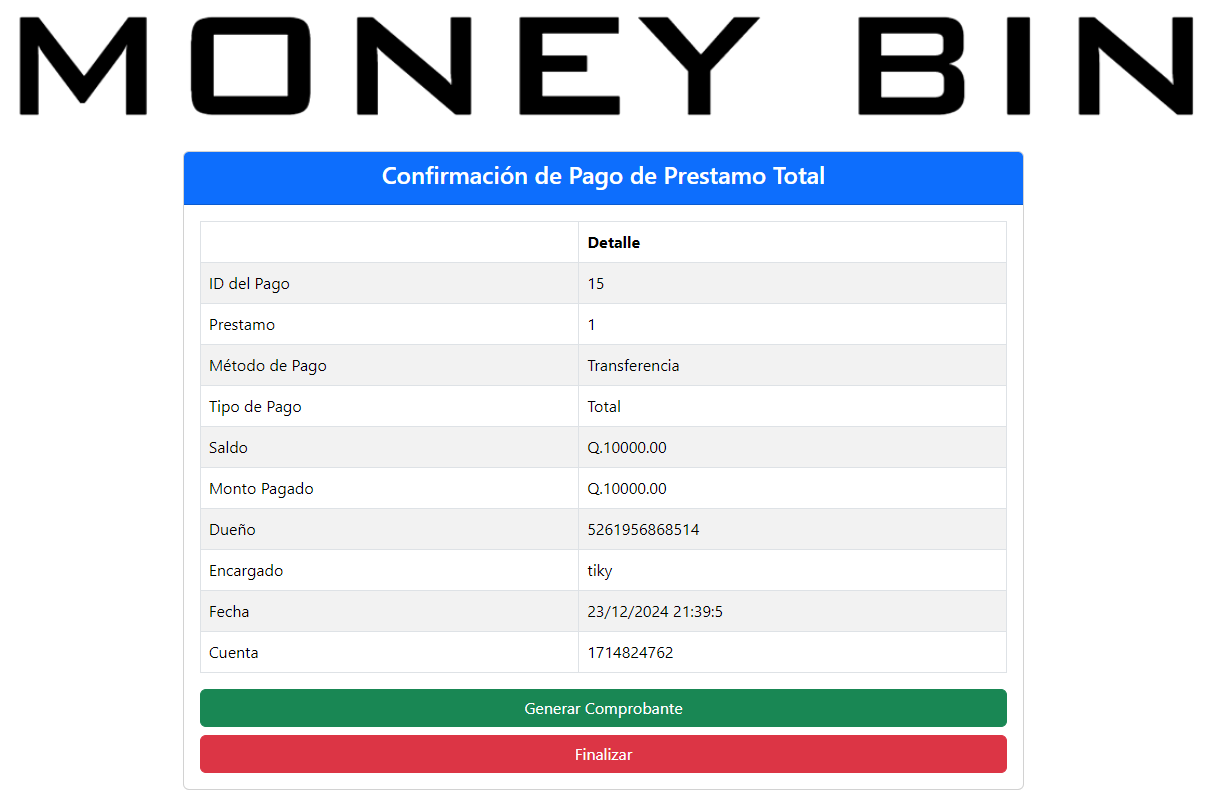 MONEY BIN
Confirmación de Pago de Prestamo Total
Detalle
ID del Pago 15
Prestamo 1
Método de Pago Transferencia
Tipo de Pago Total
Saldo Q.10000.00
Monto Pagado Q.10000.00
Dueño 5261956868514
Encargado tiky
Fecha 23/12/2024 21:39:5
Cuenta 1714824762
Generar Comprobante
Finalizar